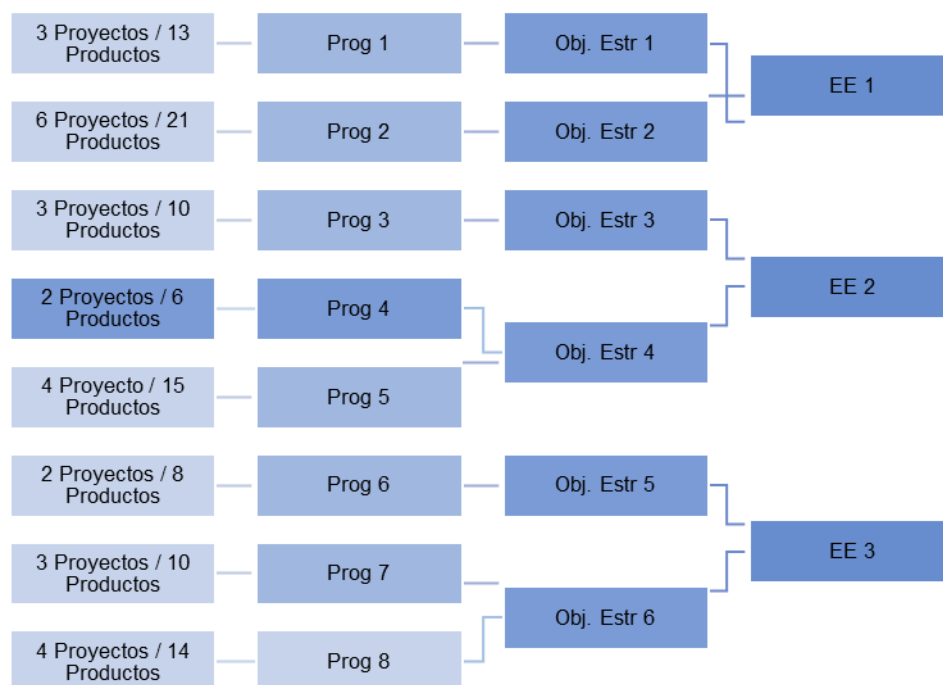 3 Proyectos / 13
Productos
Prog 1
Obj. Estr 1
EE 1
6 Proyectos / 21
Productos
Prog 2
Obj. Estr 2
3 Proyectos / 10
Productos
Prog 3
Obj. Estr 3
EE 2
2 Proyectos / 6
Productos
Prog 4
Obj. Estr 4
4 Proyecto / 15
Productos
Prog 5
2 Proyectos / 8
Productos
Prog 6
Obj. Estr 5
EE 3
3 Proyectos / 10
Productos
Prog 7
Obj. Estr 6
4 Proyectos / 14
Productos
Prog 8